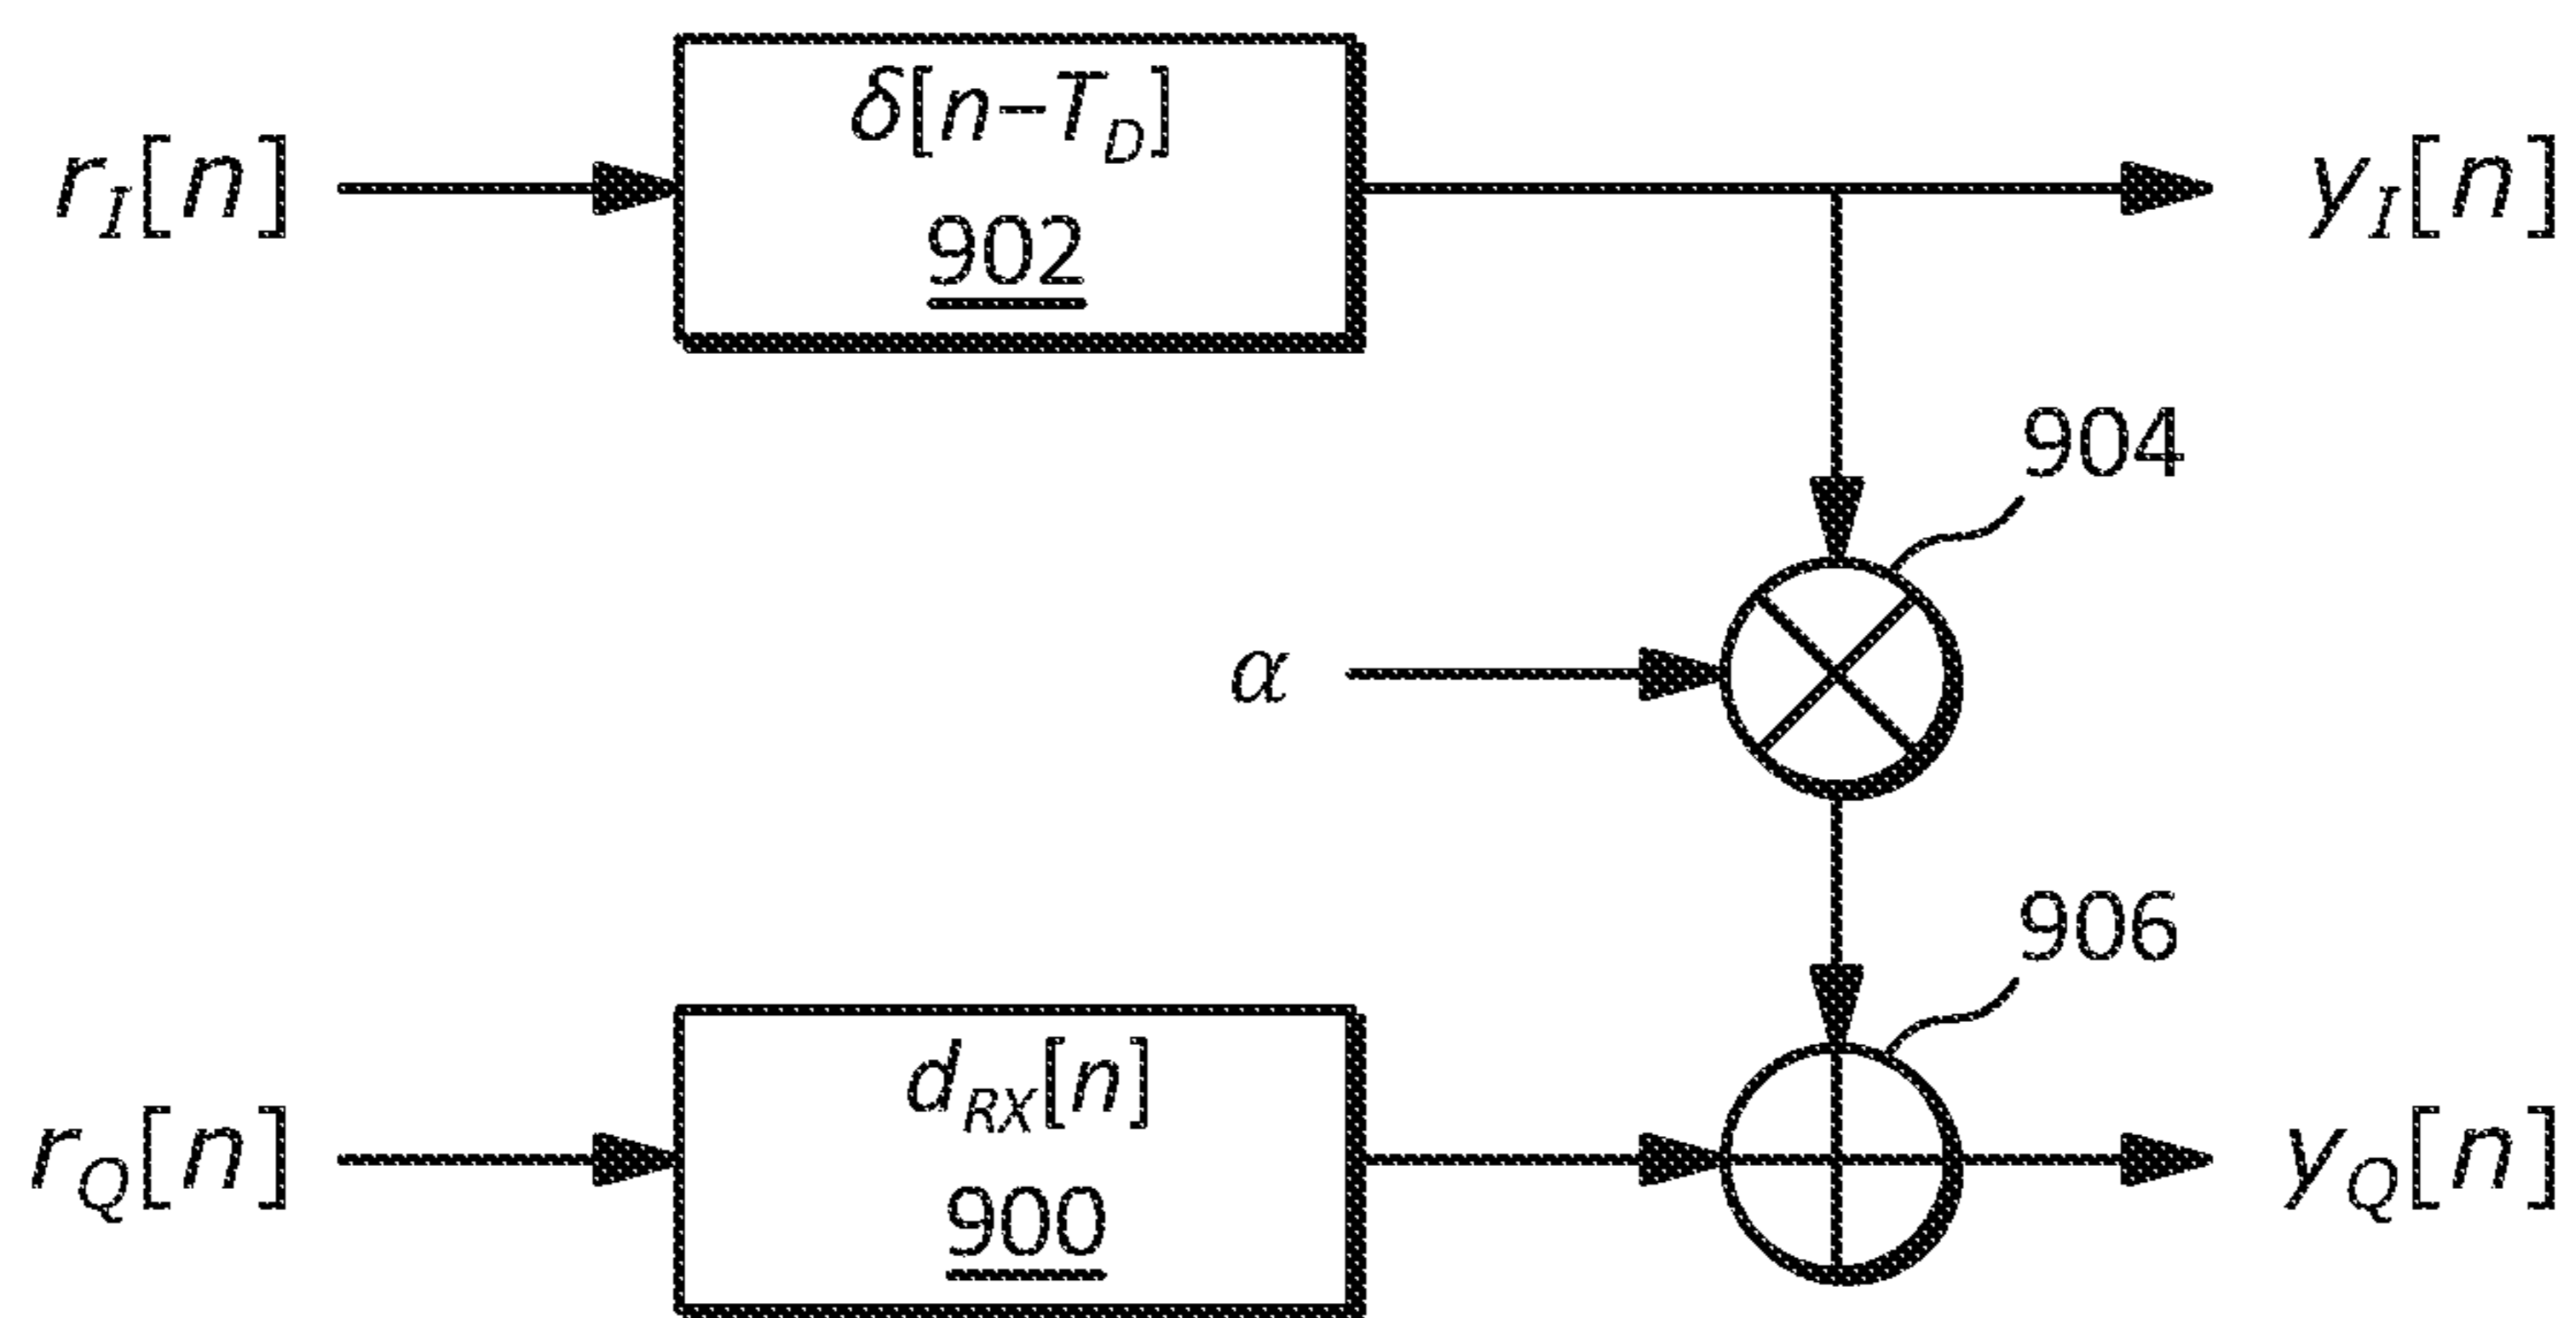 r_I[n]
δ[n−T_D]
902
y_I[n]
904
α
906
r_Q[n]
d_RX[n]
900
y_Q[n]